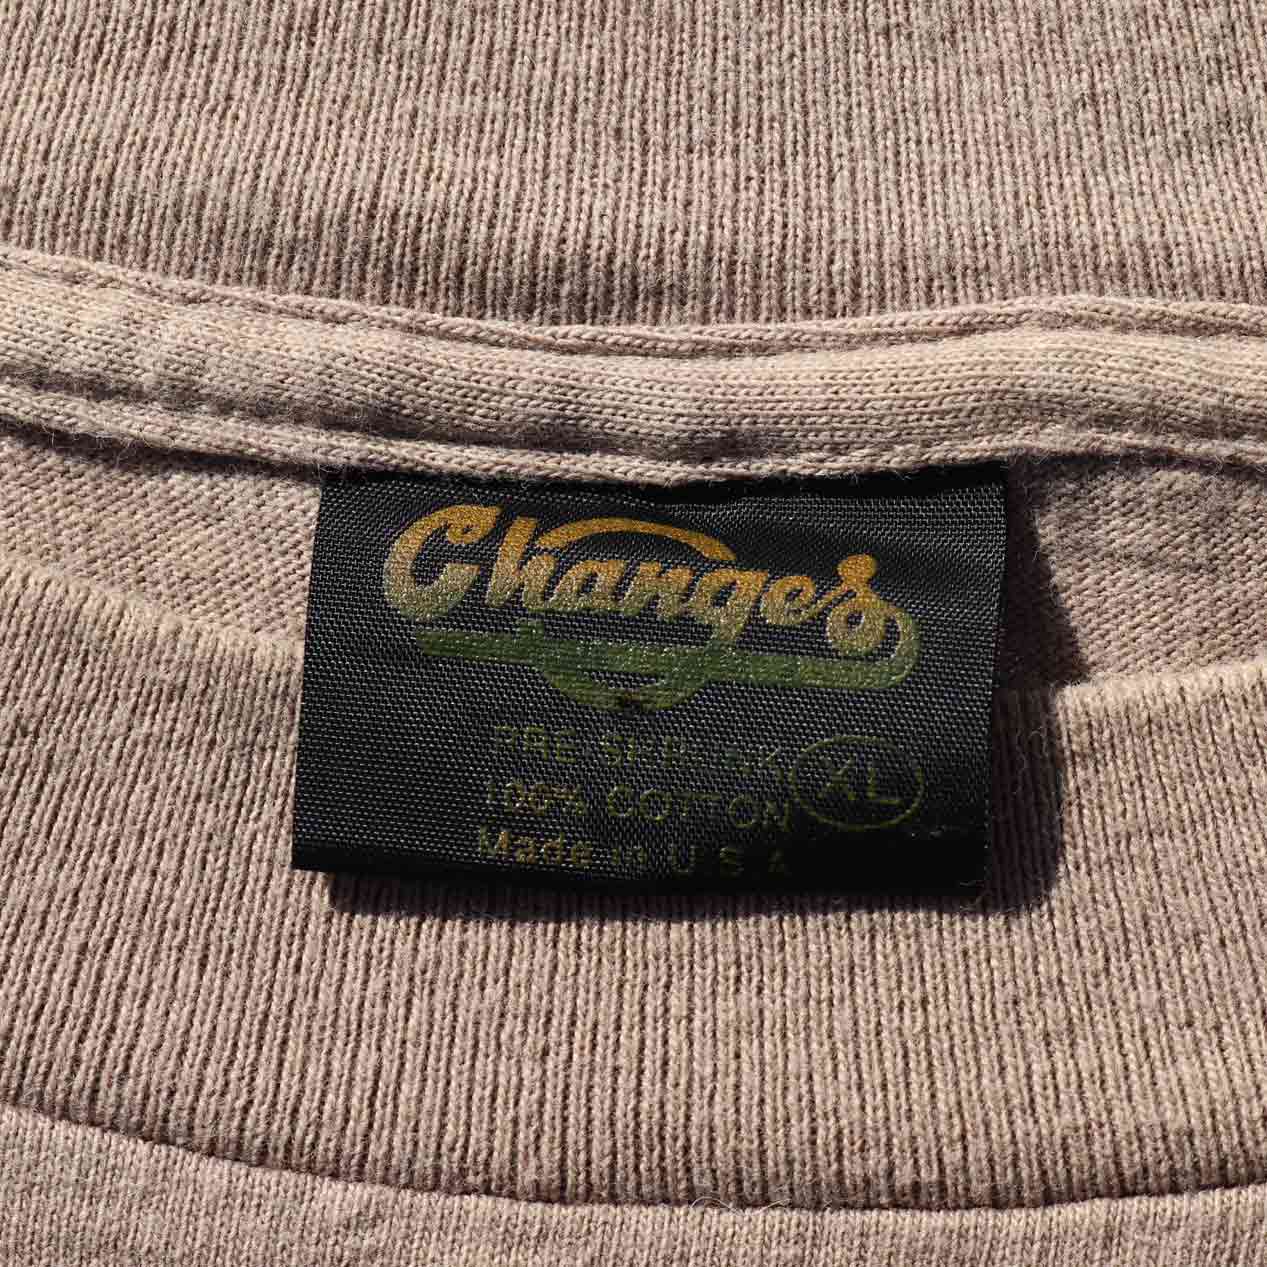 Changes
PRE SHRUNK
100% COTTON
XL
Made in U.S.A